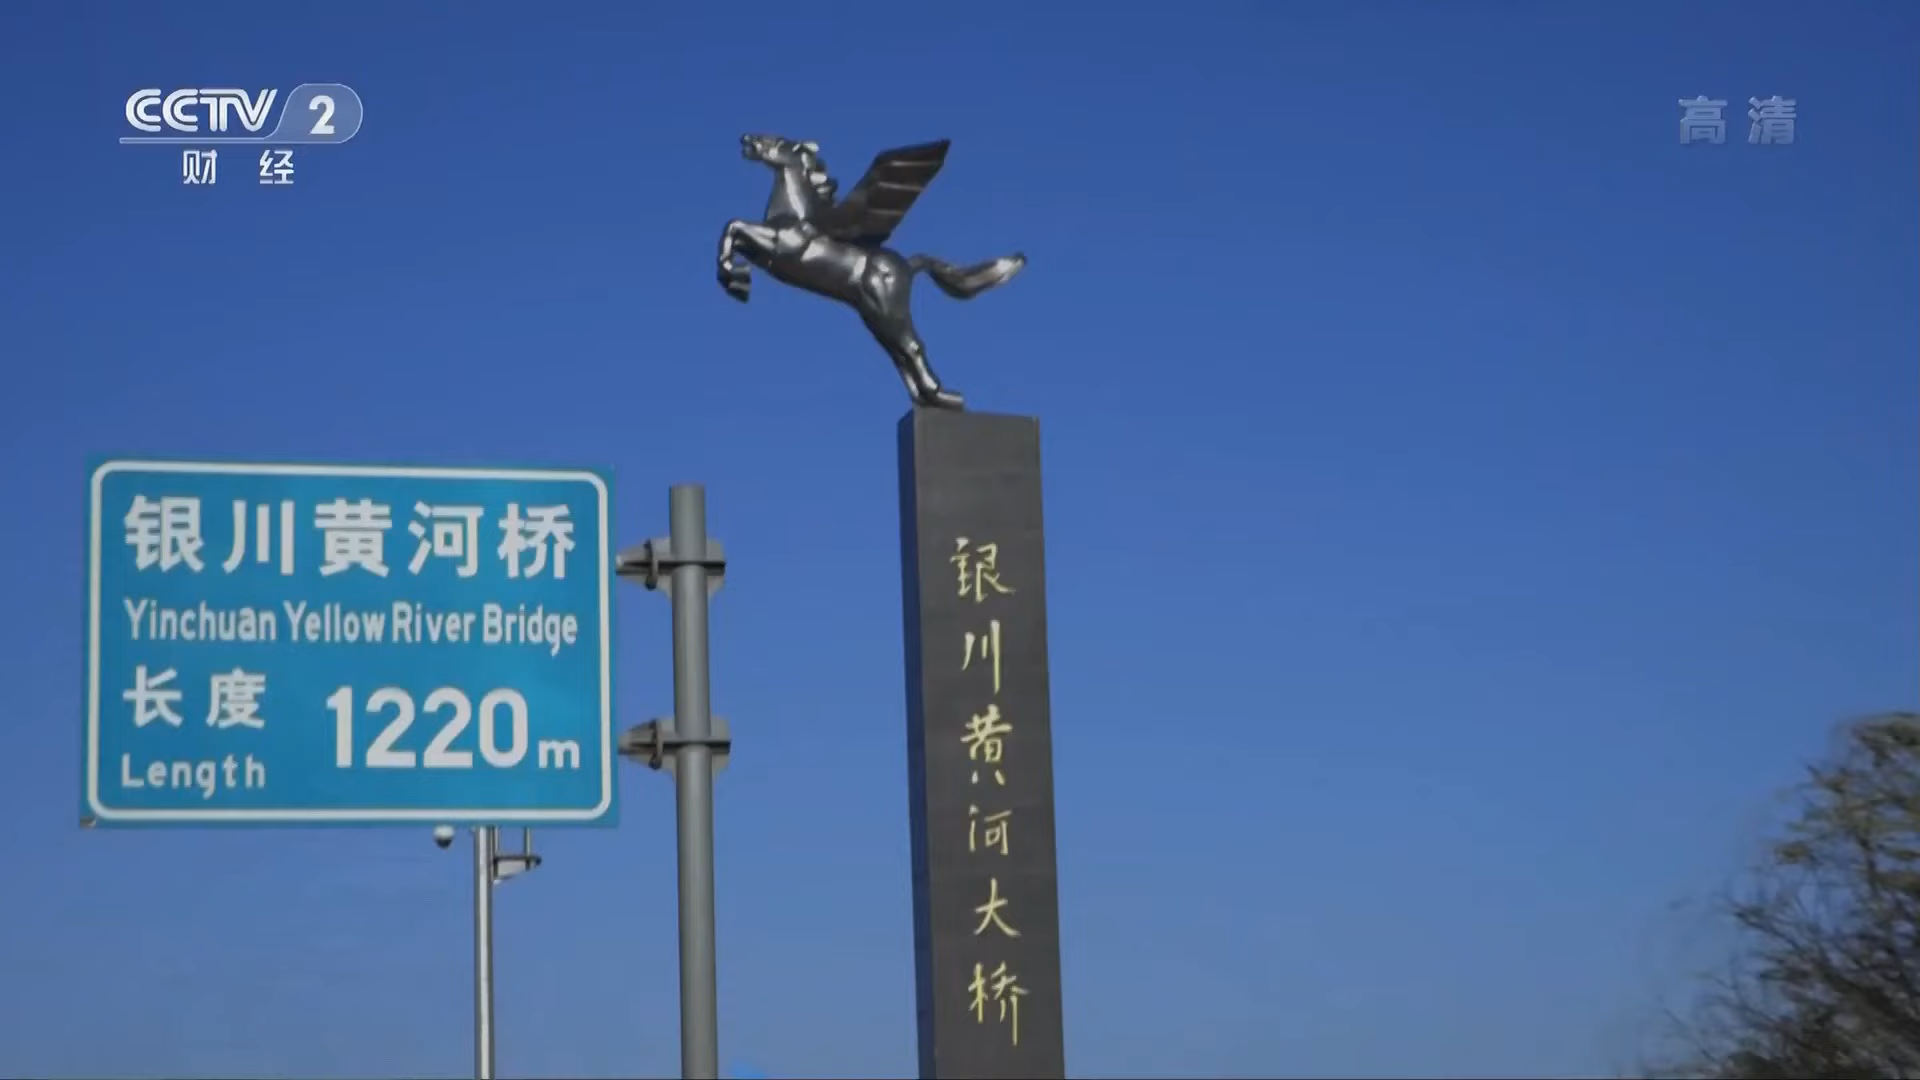 CCTV 2
财 经
高清
银川黄河桥
Yinchuan Yellow River Bridge
长度 1220m
Length
银川黄河大桥